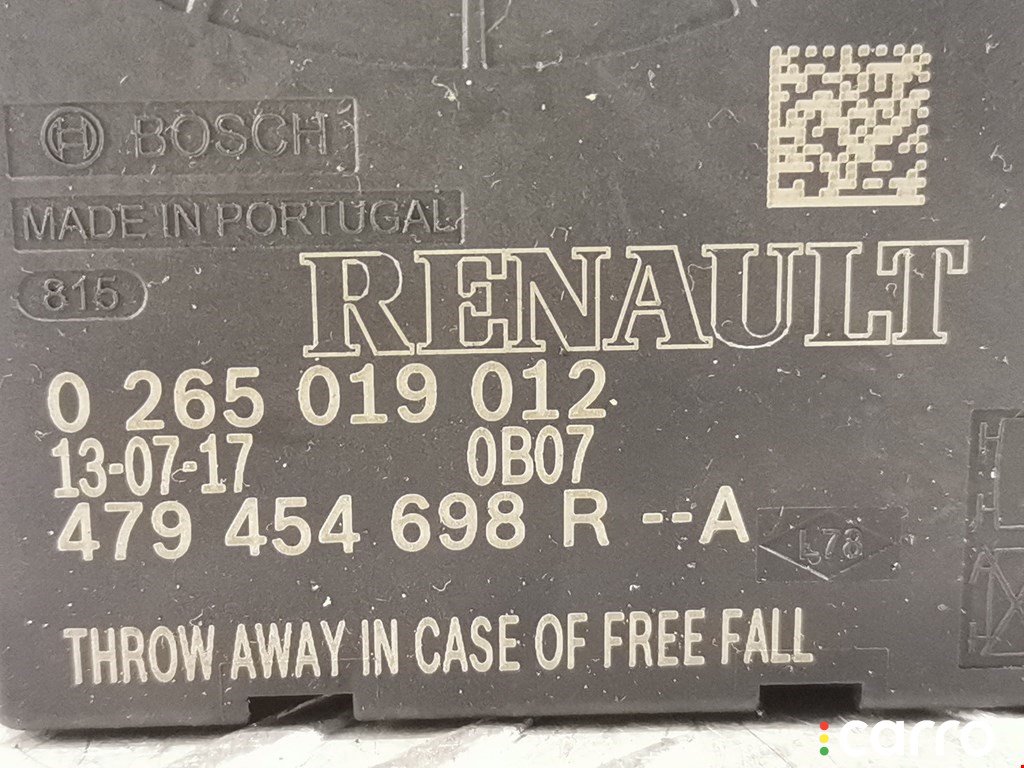 BOSCH
MADE IN PORTUGAL
815
RENAULT
0 265 019 012
13-07-17 0B07
479 454 698 R --A
L78
THROW AWAY IN CASE OF FREE FALL
carro